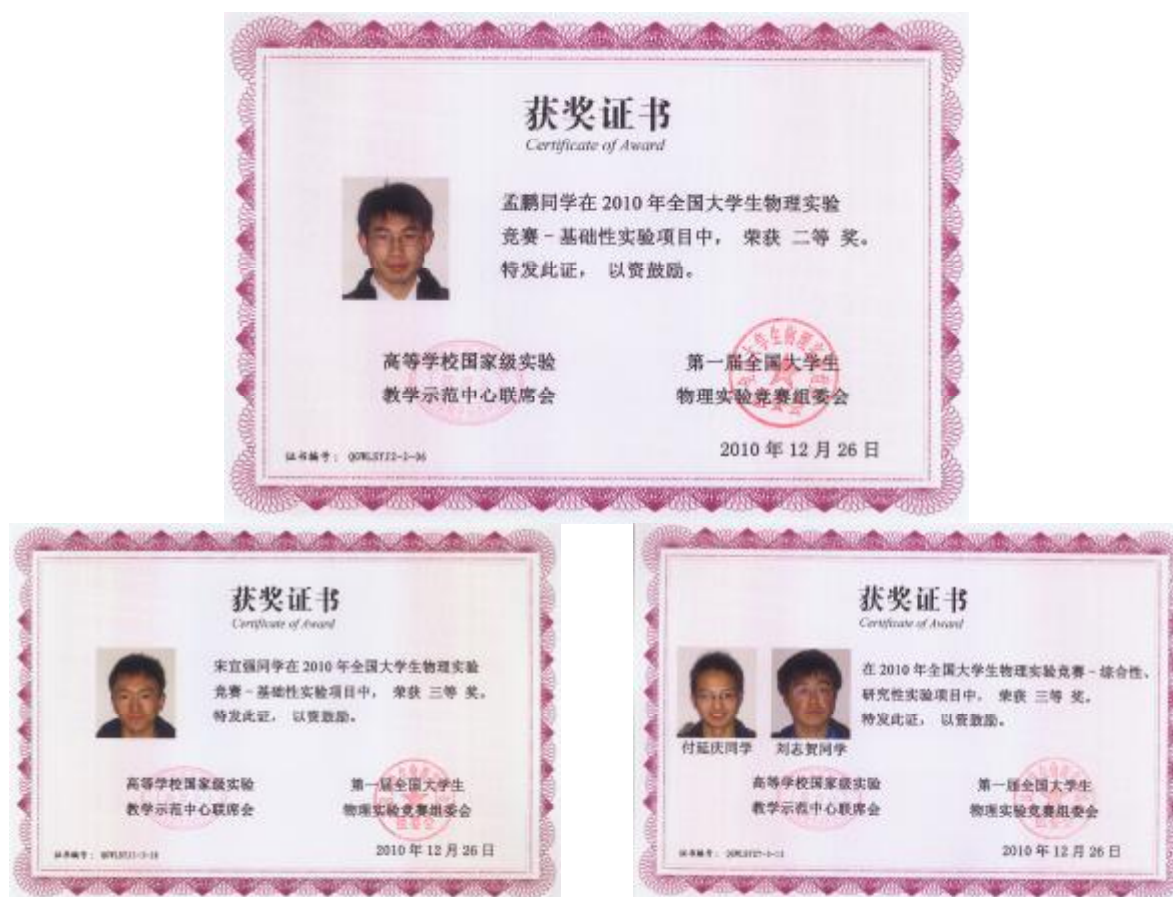 获奖证书
Certificate of Award
孟鹏同学在 2010 年全国大学生物理实验
竞赛－基础性实验项目中， 荣获 二等 奖。
特发此证， 以资鼓励。
高等学校国家级实验
教学示范中心联席会
第一届全国大学生
物理实验竞赛组委会
2010 年 12 月 26 日
证书编号：
获奖证书
Certificate of Award
宋宜强同学在 2010 年全国大学生物理实验
竞赛－基础性实验项目中， 荣获 三等 奖。
特发此证， 以资鼓励。
高等学校国家级实验
教学示范中心联席会
第一届全国大学生
物理实验竞赛组委会
2010 年 12 月 26 日
证书编号：
获奖证书
Certificate of Award
在 2010 年全国大学生物理实验竞赛－综合性、
研究性实验项目中， 荣获 三等 奖。
特发此证， 以资鼓励。
付延庆同学 刘志贺同学
高等学校国家级实验
教学示范中心联席会
第一届全国大学生
物理实验竞赛组委会
2010 年 12 月 26 日
证书编号：